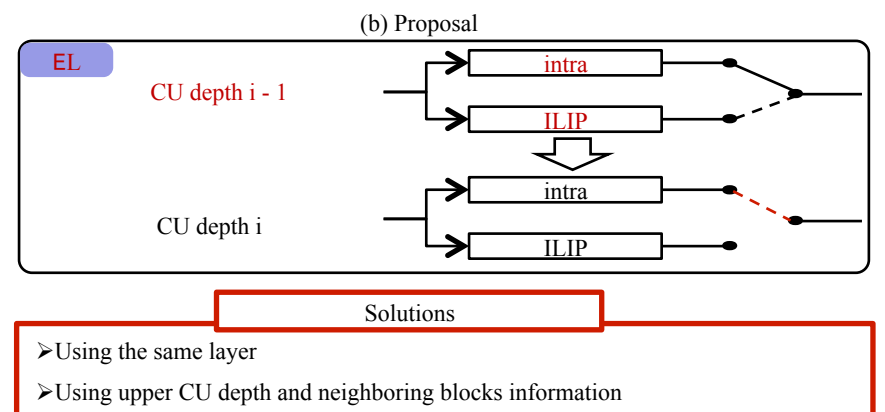 (b) Proposal
EL
intra
CU depth i - 1
ILIP
intra
CU depth i
ILIP
Solutions
➢Using the same layer
➢Using upper CU depth and neighboring blocks information